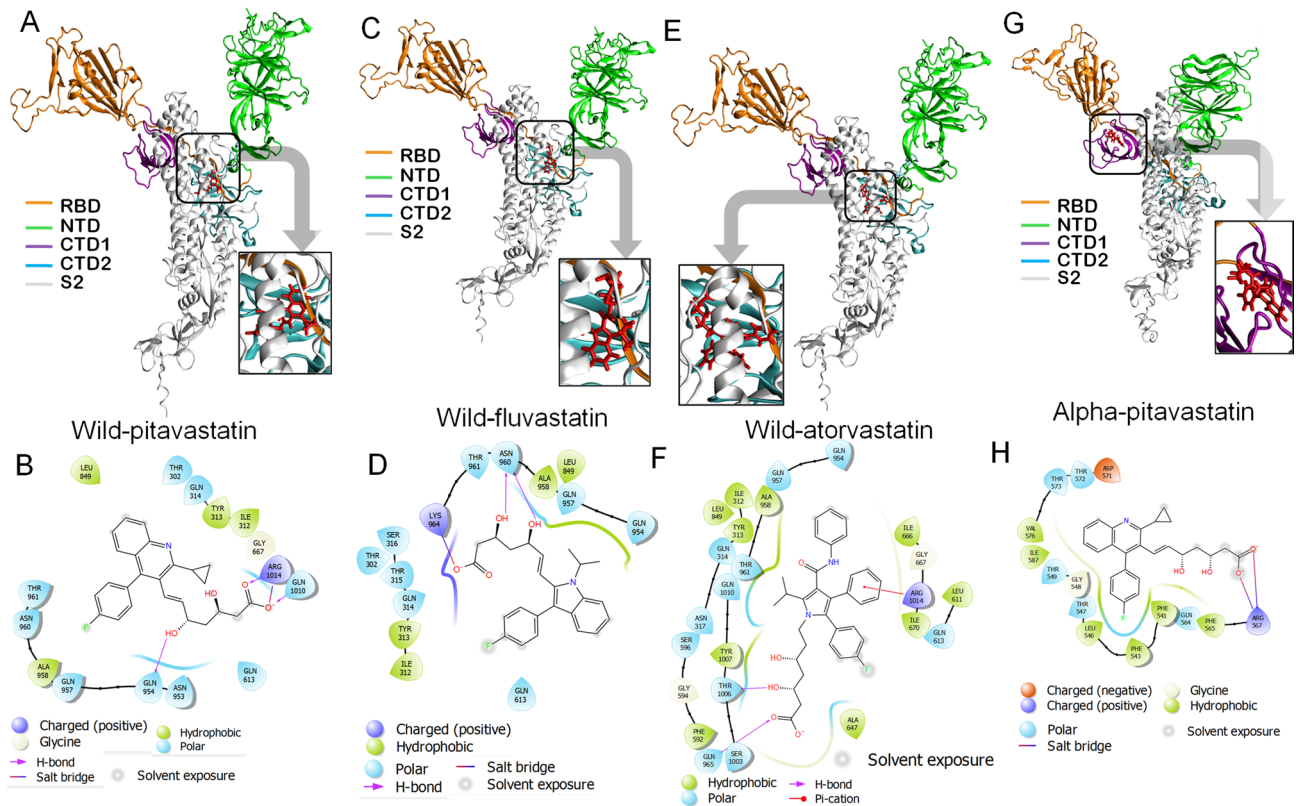 A
RBD
NTD
CTD1
CTD2
S2
C
RBD
NTD
CTD1
CTD2
S2
E
G
RBD
NTD
CTD1
CTD2
S2
Wild-pitavastatin
Wild-fluvastatin
Wild-atorvastatin
Alpha-pitavastatin
B
LEU 849
THR 302
GLN 314
TYR 313
ILE 312
GLY 667
ARG 1014
GLN 1010
THR 961
ASN 960
ALA 958
GLN 957
GLN 954
ASN 953
GLN 613
N
F
HO
OH
O
O⁻
Charged (positive)
Glycine
Hydrophobic
Polar
H-bond
Salt bridge
Solvent exposure
D
THR 961
ASN 960
ALA 958
LEU 849
GLN 957
GLN 954
LYS 964
SER 316
THR 302
THR 315
GLN 314
TYR 313
ILE 312
GLN 613
OH
OH
⁻O
O
N
F
Charged (positive)
Hydrophobic
Polar
Salt bridge
H-bond
Solvent exposure
F
GLN 954
GLN 957
ALA 958
ILE 312
LEU 849
TYR 313
GLN 314
THR 961
GLN 1010
ASN 317
SER 596
TYR 1007
GLY 594
THR 1006
PHE 592
GLN 965
SER 1003
ILE 666
GLY 667
ARG 1014
ILE 670
LEU 611
GLN 613
ALA 647
NH
O
N
F
HO
HO
O
O⁻
Solvent exposure
Hydrophobic
H-bond
Polar
Pi-cation
H
THR 573
THR 572
ASP 571
VAL 576
ILE 587
THR 549
GLY 548
THR 547
LEU 546
PHE 543
PHE 541
GLN 564
PHE 565
ARG 567
N
F
OH
OH
O⁻
O
Charged (negative)
Glycine
Charged (positive)
Hydrophobic
Polar
Salt bridge
Solvent exposure